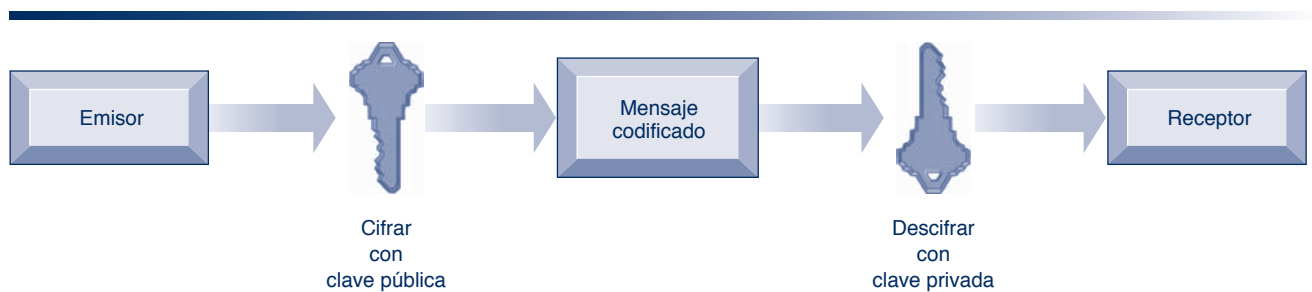 Emisor
Cifrar
con
clave pública
Mensaje
codificado
Descifrar
con
clave privada
Receptor